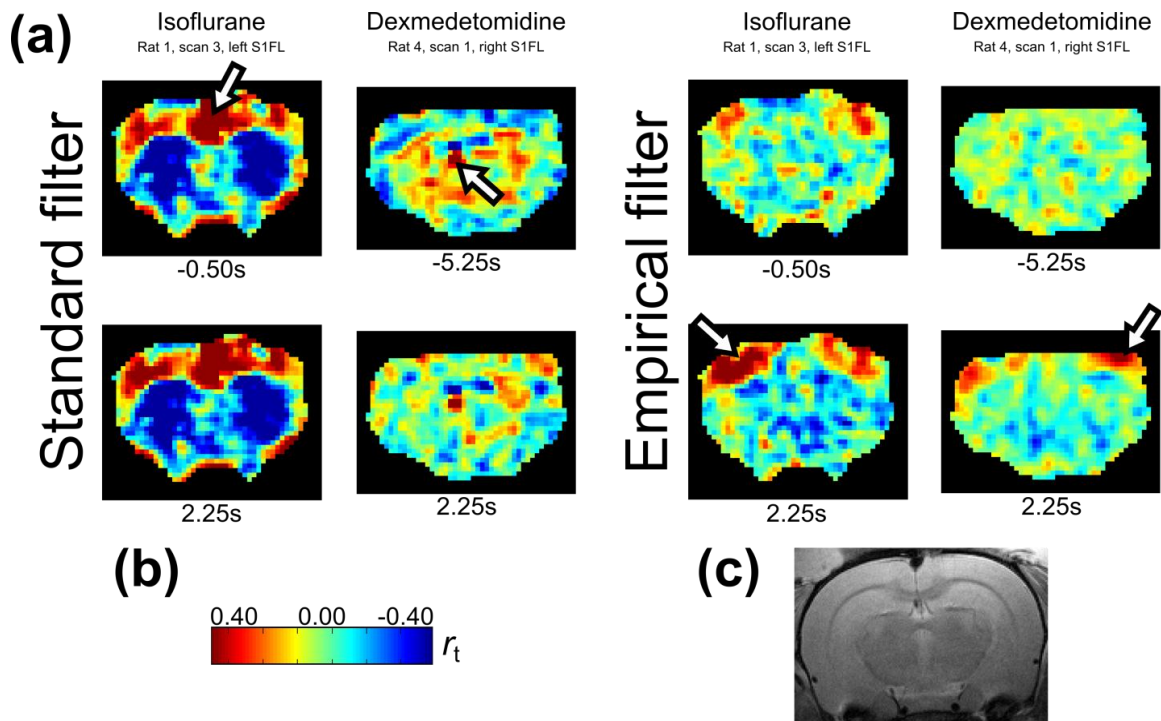 (a)
Isoflurane
Rat 1, scan 3, left S1FL
Dexmedetomidine
Rat 4, scan 1, right S1FL
Isoflurane
Rat 1, scan 3, left S1FL
Dexmedetomidine
Rat 4, scan 1, right S1FL
Standard filter
Empirical filter
-0.50s
-5.25s
-0.50s
-5.25s
2.25s
2.25s
2.25s
2.25s
(b)
0.40 0.00 -0.40
rt
(c)